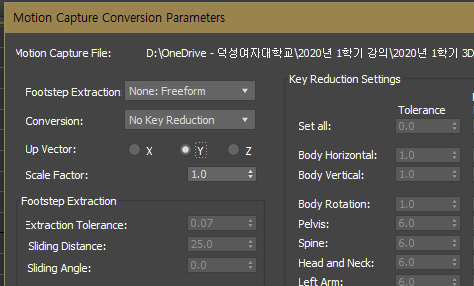 Motion Capture Conversion Parameters
Motion Capture File: D:\OneDrive - 덕성여자대학교\2020년 1학기 강의\2020년 1학기 3D
Footstep Extraction: None: Freeform
Conversion: No Key Reduction
Up Vector: X Y Z
Scale Factor: 1.0
Footstep Extraction
Extraction Tolerance: 0.07
Sliding Distance: 25.0
Sliding Angle: 0.0
Key Reduction Settings
Tolerance
Set all: 0.0
Body Horizontal: 1.0
Body Vertical: 1.0
Body Rotation: 1.0
Pelvis: 6.0
Spine: 6.0
Head and Neck: 6.0
Left Arm: 6.0